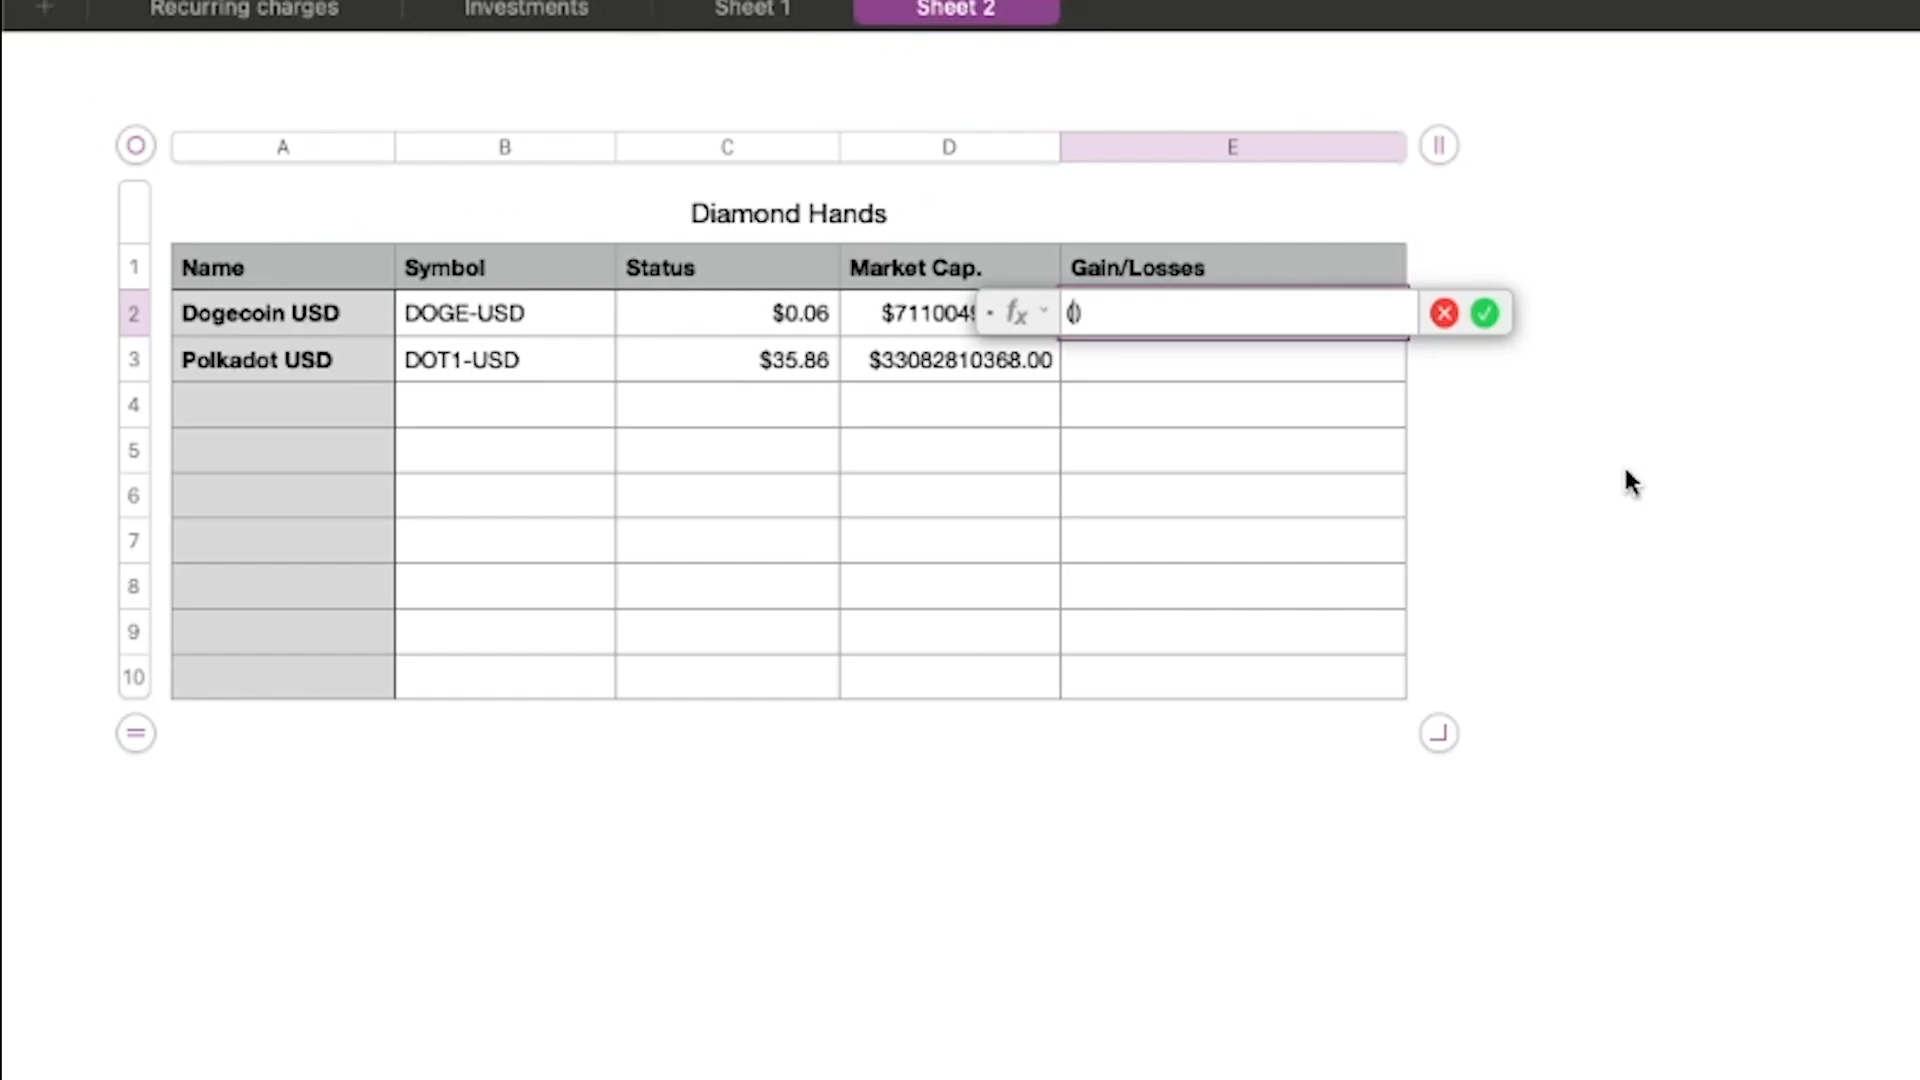 + Recurring charges Investments Sheet 1 Sheet 2
A B C D E
Diamond Hands
1 Name Symbol Status Market Cap. Gain/Losses
2 Dogecoin USD DOGE-USD $0.06 fx ()
3 Polkadot USD DOT1-USD $35.86 $33082810368.00
4
5
6
7
8
9
10